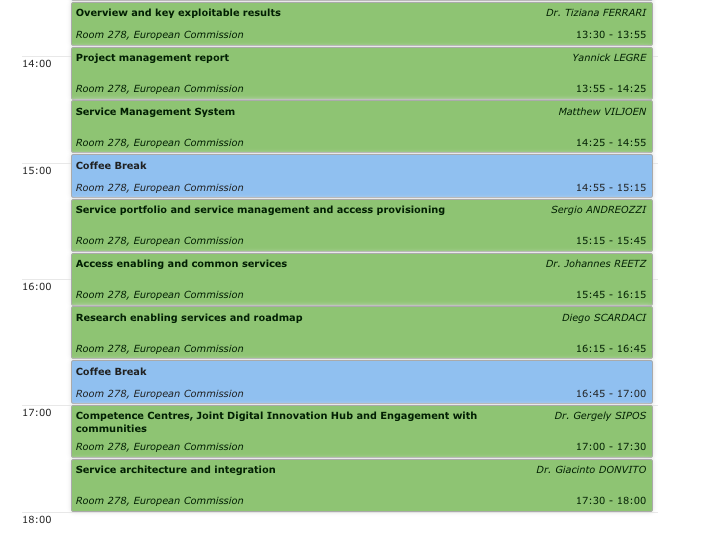 Overview and key exploitable results Dr. Tiziana FERRARI
Room 278, European Commission 13:30 - 13:55
14:00
Project management report Yannick LEGRE
Room 278, European Commission 13:55 - 14:25
Service Management System Matthew VILJOEN
Room 278, European Commission 14:25 - 14:55
15:00
Coffee Break
Room 278, European Commission 14:55 - 15:15
Service portfolio and service management and access provisioning Sergio ANDREOZZI
Room 278, European Commission 15:15 - 15:45
Access enabling and common services Dr. Johannes REETZ
16:00
Room 278, European Commission 15:45 - 16:15
Research enabling services and roadmap Diego SCARDACI
Room 278, European Commission 16:15 - 16:45
Coffee Break
Room 278, European Commission 16:45 - 17:00
17:00
Competence Centres, Joint Digital Innovation Hub and Engagement with Dr. Gergely SIPOS
communities
Room 278, European Commission 17:00 - 17:30
Service architecture and integration Dr. Giacinto DONVITO
Room 278, European Commission 17:30 - 18:00
18:00